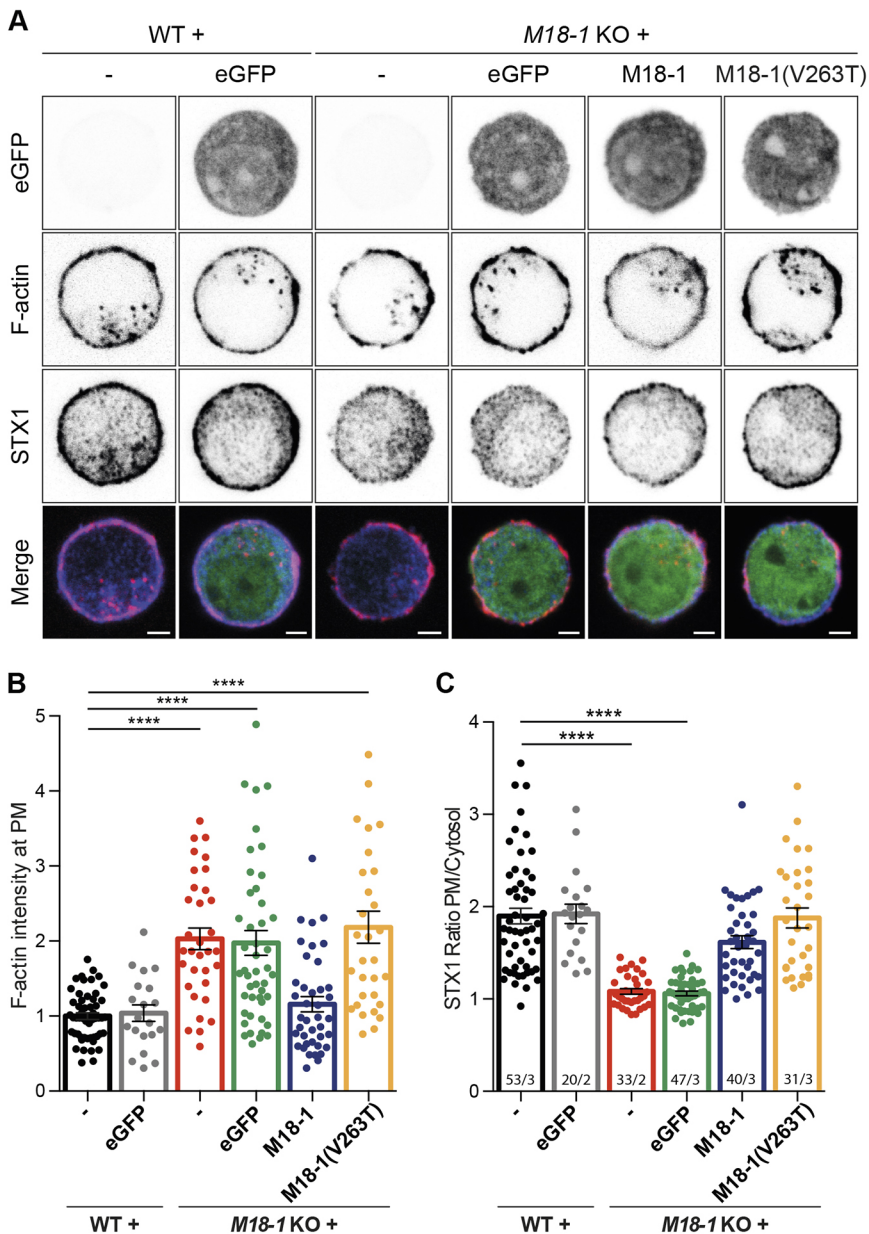 A
WT +
M18-1 KO +
-
eGFP
-
eGFP
M18-1
M18-1(V263T)
eGFP
F-actin
STX1
Merge
B
****
****
****
F-actin intensity at PM
5
4
3
2
1
0
-
eGFP
-
eGFP
M18-1
M18-1(V263T)
WT +
M18-1 KO +
C
****
****
STX1 Ratio PM/Cytosol
4
3
2
1
0
53/3
20/2
33/2
47/3
40/3
31/3
-
eGFP
-
eGFP
M18-1
M18-1(V263T)
WT +
M18-1 KO +